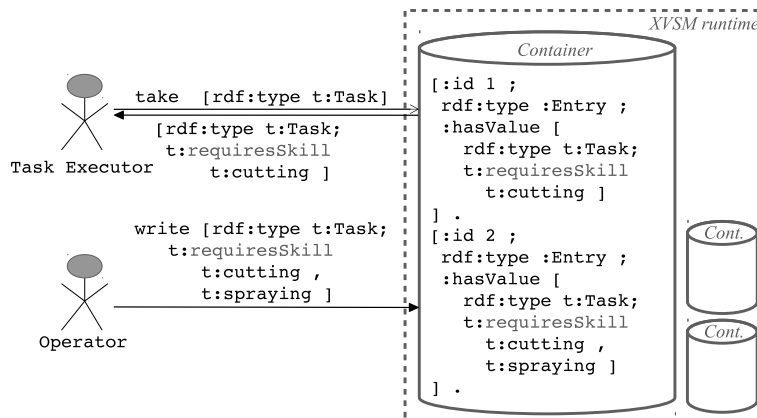 XVSM runtime
Container
take [rdf:type t:Task]
[rdf:type t:Task;
t:requiresSkill
t:cutting ]
Task Executor
write [rdf:type t:Task;
t:requiresSkill
t:cutting ,
t:spraying ]
Operator
[:id 1 ;
rdf:type :Entry ;
:hasValue [
rdf:type t:Task;
t:requiresSkill
t:cutting ]
] .
[:id 2 ;
rdf:type :Entry ;
:hasValue [
rdf:type t:Task;
t:requiresSkill
t:cutting ,
t:spraying ]
] .
Cont.
Cont.